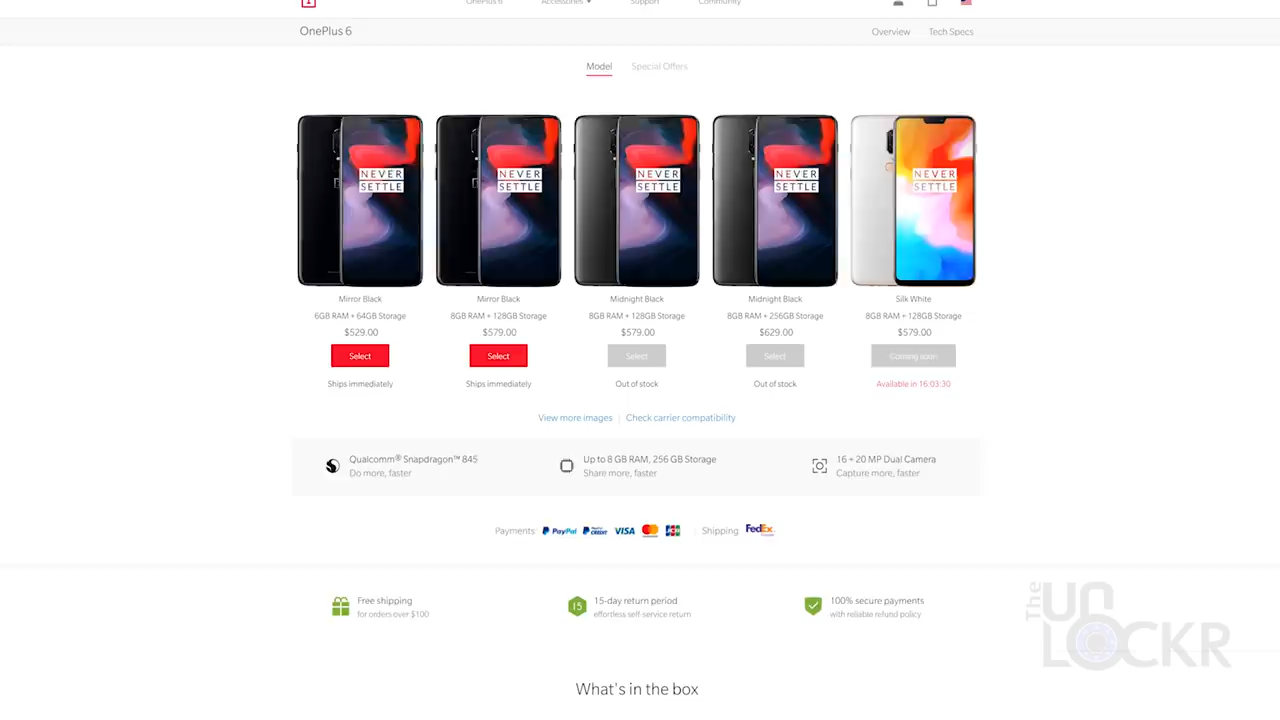 OnePlus 6 Accessories Support Community
OnePlus 6 Overview Tech Specs
Model Special Offers
NEVER SETTLE NEVER SETTLE NEVER SETTLE NEVER SETTLE NEVER SETTLE
Mirror Black Mirror Black Midnight Black Midnight Black Silk White
6GB RAM + 64GB Storage 8GB RAM + 128GB Storage 8GB RAM + 128GB Storage 8GB RAM + 256GB Storage 8GB RAM + 128GB Storage
$529.00 $579.00 $579.00 $629.00 $579.00
Select Select Select Select Coming soon
Ships immediately Ships immediately Out of stock Out of stock Available in 16:03:30
View more images | Check carrier compatibility
Qualcomm® Snapdragon™ 845 Up to 8 GB RAM, 256 GB Storage 16 + 20 MP Dual Camera
Do more, faster Share more, faster Capture more, faster
Payments: PayPal PayPal CREDIT VISA JCB | Shipping: FedEx
Free shipping 15 15-day return period 100% secure payments
for orders over $100 effortless self-service return with reliable refund policy
The UNLOCKR
What's in the box